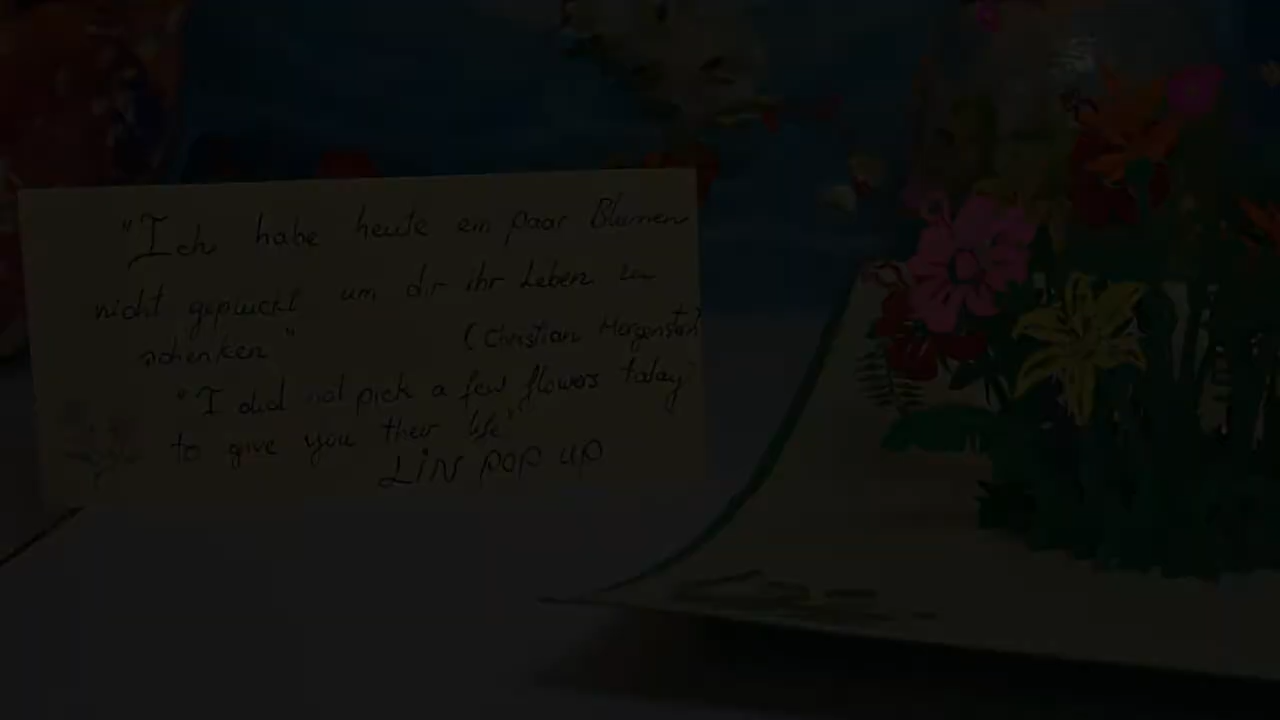 "Ich habe heute ein paar Blumen
nicht gepflückt um dir ihr Leben zu
schenken"
(Christian Morgenstern)
"I did not pick a few flowers today
to give you their life"
LIN POP UP